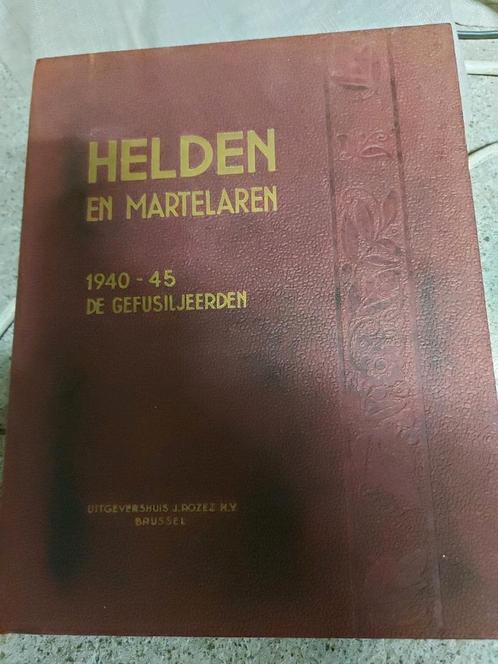 HELDEN
EN MARTELAREN
1940 - 45
DE GEFUSILJEERDEN
UITGEVERSHUIS J. ROZEZ N.V.
BRUSSEL